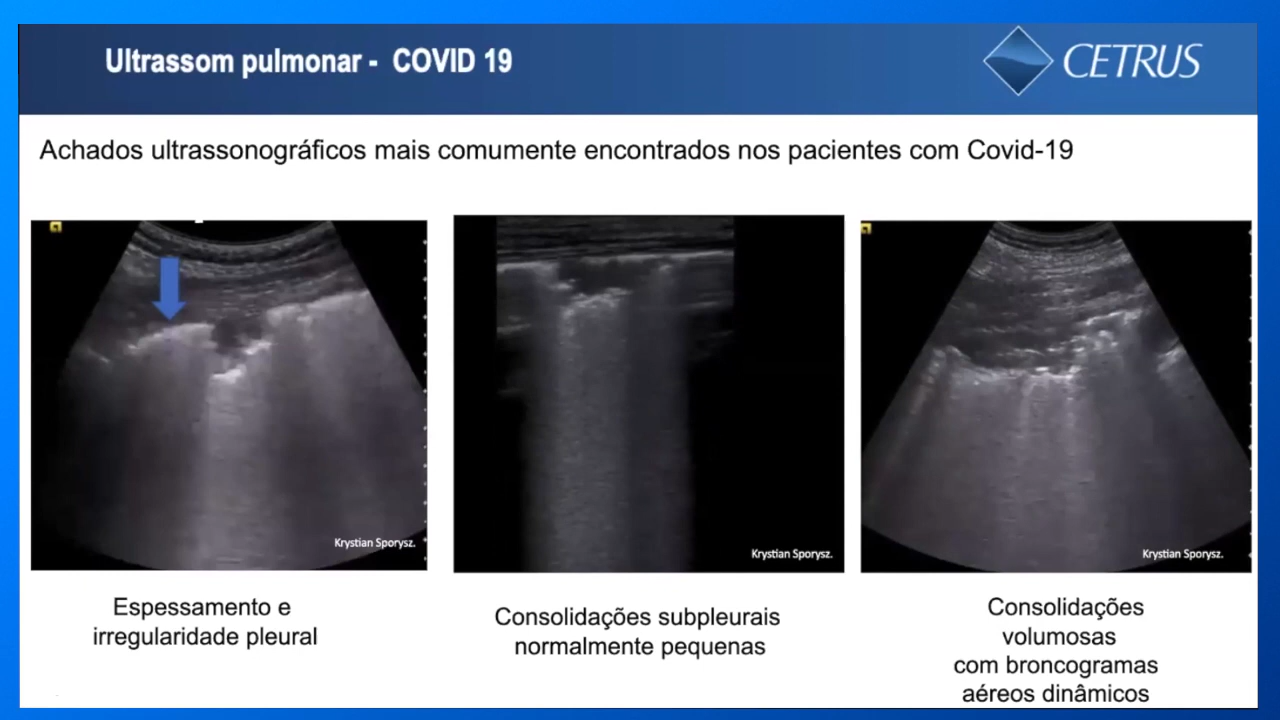 Ultrassom pulmonar - COVID 19
CETRUS
Achados ultrassonográficos mais comumente encontrados nos pacientes com Covid-19
Krystian Sporysz.
Krystian Sporysz.
Krystian Sporysz.
Espessamento e
irregularidade pleural
Consolidações subpleurais
normalmente pequenas
Consolidações
volumosas
com broncogramas
aéreos dinâmicos